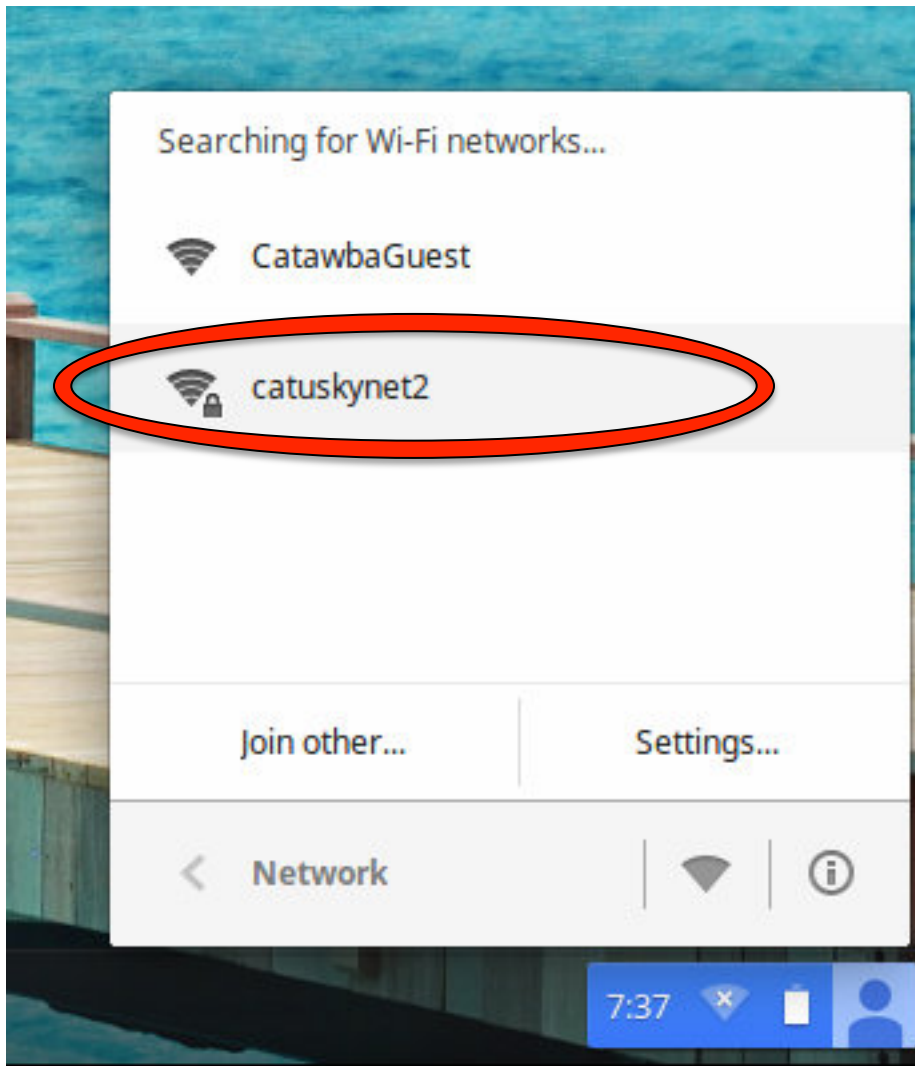 Searching for Wi-Fi networks...
CatawbaGuest
catuskynet2
Join other...
Settings...
Network
7:37